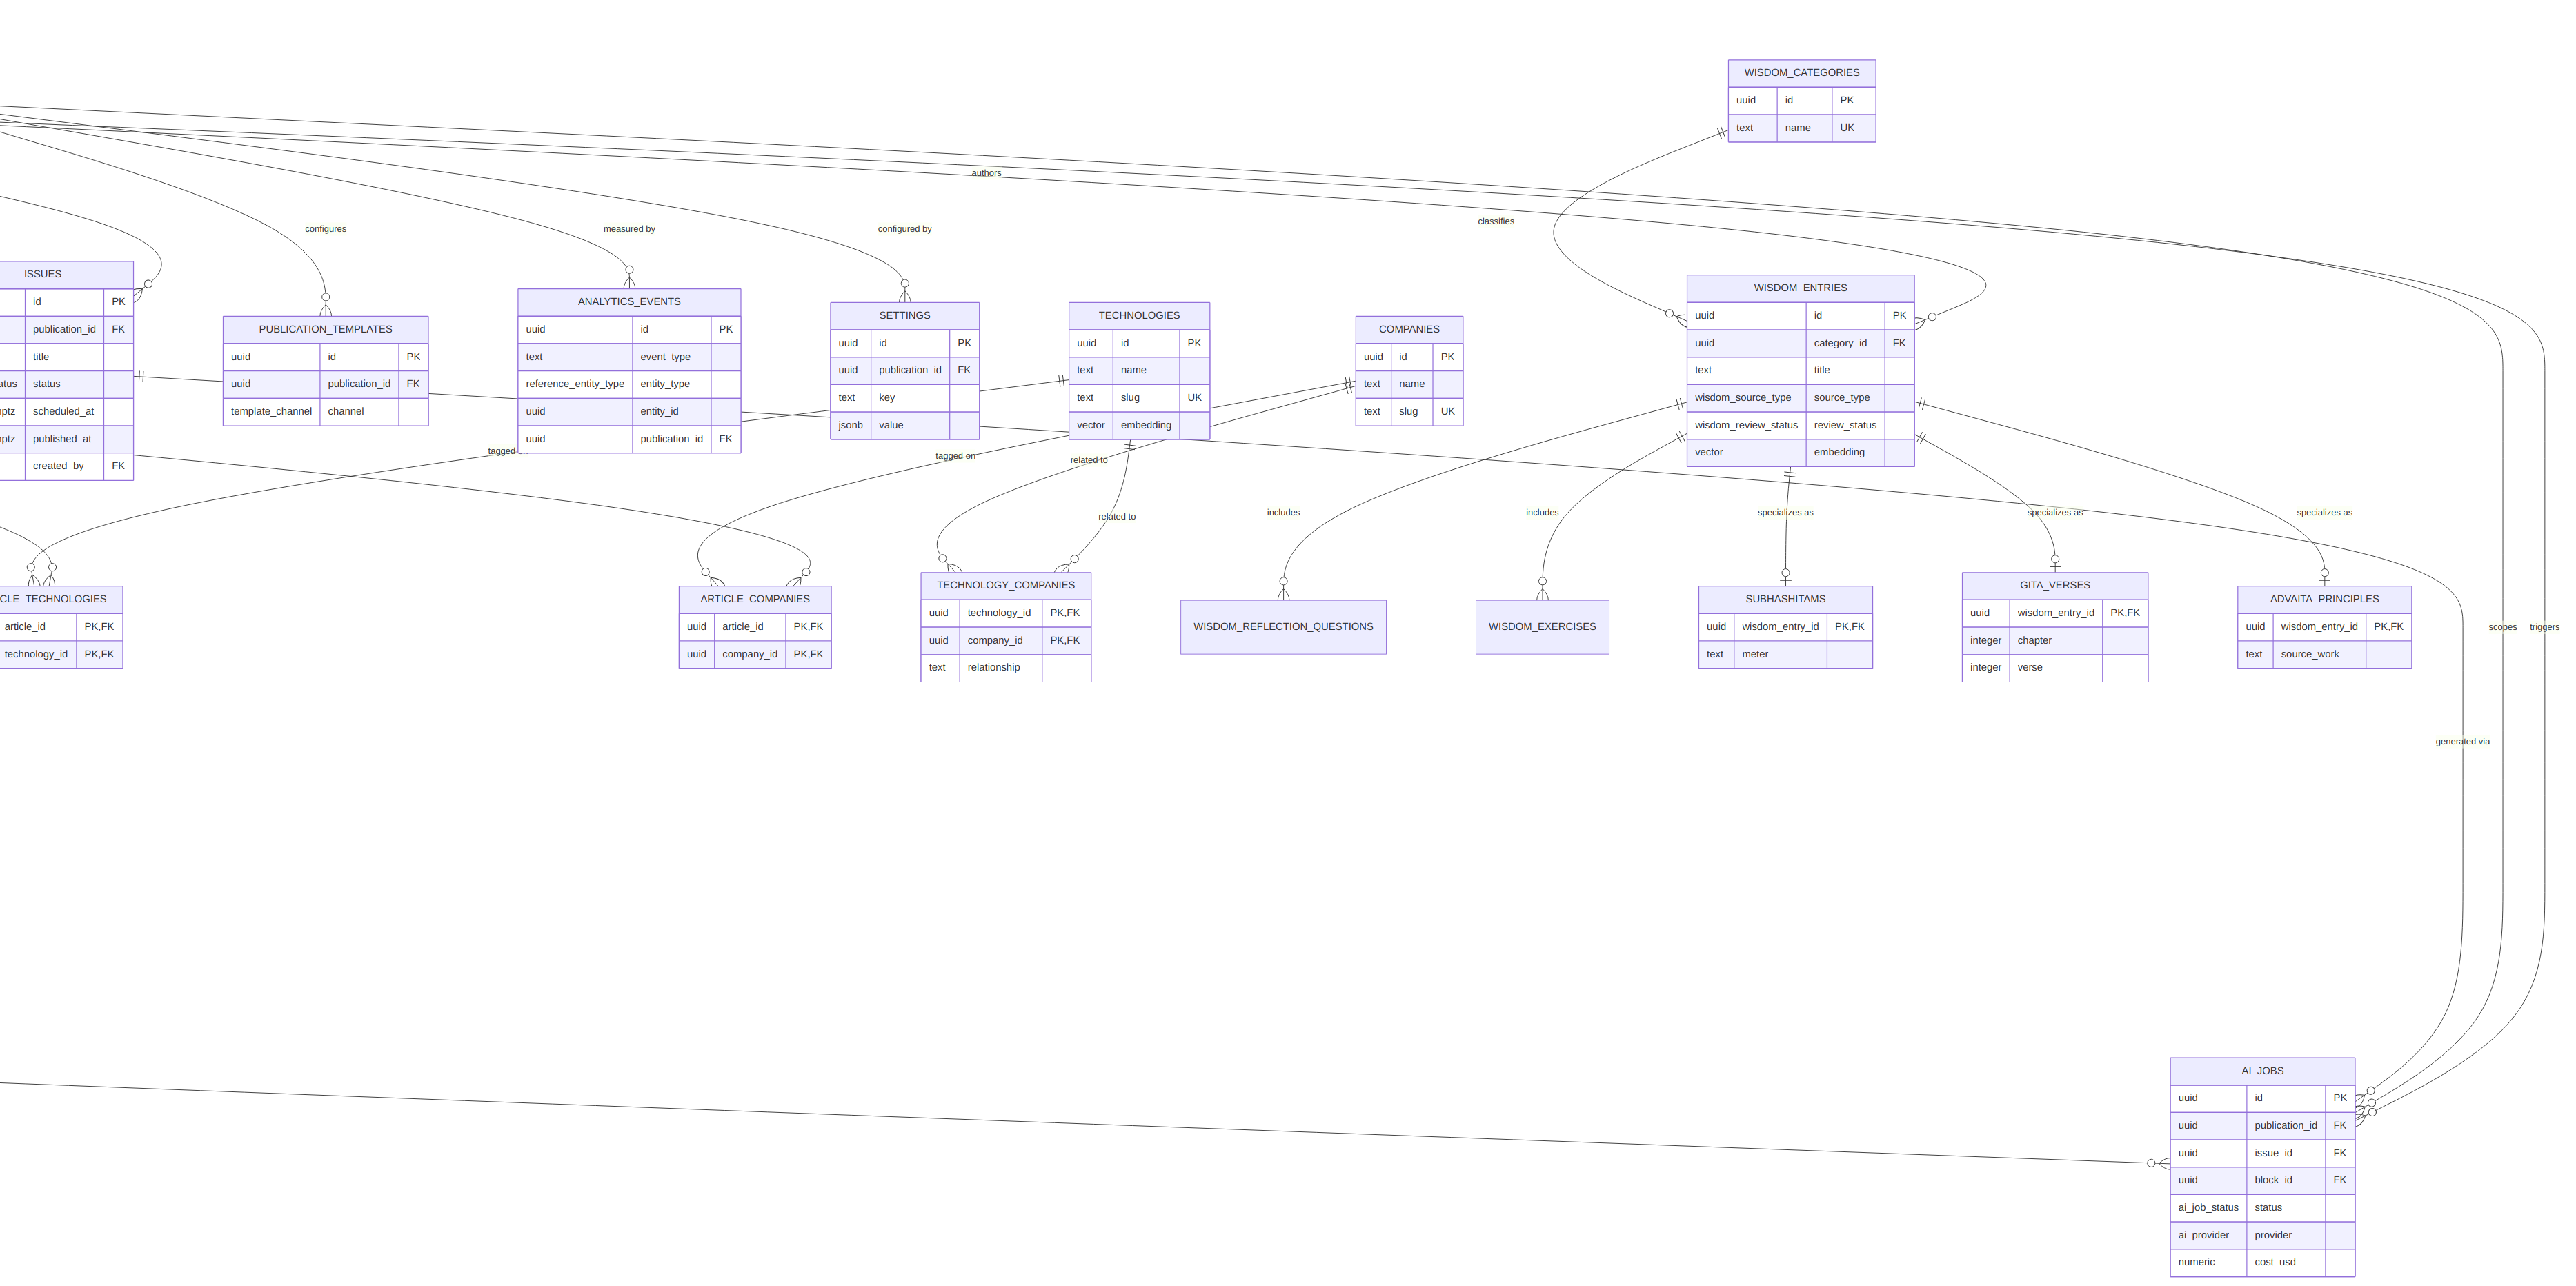 WISDOM_CATEGORIES
uuid id PK
text name UK
authors
classifies
configures
measured by
configured by
ISSUES
id PK
publication_id FK
title
atus status
ptz scheduled_at
ptz published_at
created_by FK
PUBLICATION_TEMPLATES
uuid id PK
uuid publication_id FK
template_channel channel
ANALYTICS_EVENTS
uuid id PK
text event_type
reference_entity_type entity_type
uuid entity_id
uuid publication_id FK
SETTINGS
uuid id PK
uuid publication_id FK
text key
jsonb value
TECHNOLOGIES
uuid id PK
text name
text slug UK
vector embedding
COMPANIES
uuid id PK
text name
text slug UK
WISDOM_ENTRIES
uuid id PK
uuid category_id FK
text title
wisdom_source_type source_type
wisdom_review_status review_status
vector embedding
tagged
tagged on
related to
related to
includes
includes
specializes as
specializes as
specializes as
CLE_TECHNOLOGIES
article_id PK,FK
technology_id PK,FK
ARTICLE_COMPANIES
uuid article_id PK,FK
uuid company_id PK,FK
TECHNOLOGY_COMPANIES
uuid technology_id PK,FK
uuid company_id PK,FK
text relationship
WISDOM_REFLECTION_QUESTIONS
WISDOM_EXERCISES
SUBHASHITAMS
uuid wisdom_entry_id PK,FK
text meter
GITA_VERSES
uuid wisdom_entry_id PK,FK
integer chapter
integer verse
ADVAITA_PRINCIPLES
uuid wisdom_entry_id PK,FK
text source_work
scopes
triggers
generated via
AI_JOBS
uuid id PK
uuid publication_id FK
uuid issue_id FK
uuid block_id FK
ai_job_status status
ai_provider provider
numeric cost_usd